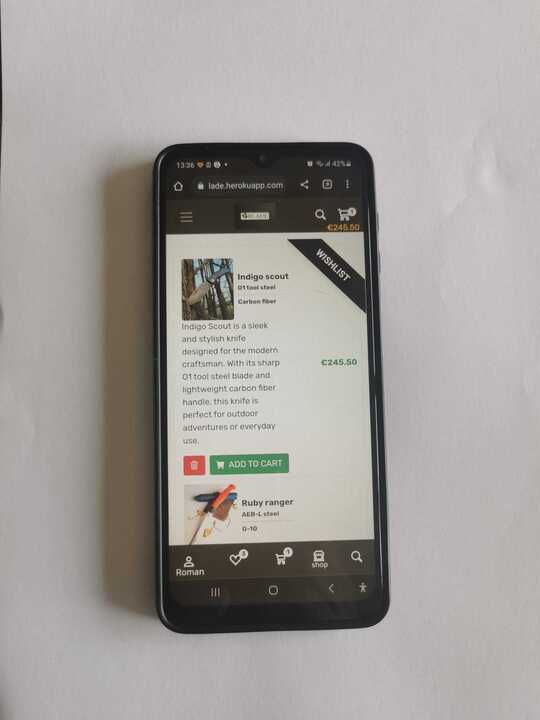 13:36
42%
lade.herokuapp.com
1
€245.50
WISHLIST
Indigo scout
O1 tool steel
Carbon fiber
Indigo Scout is a sleek
and stylish knife
designed for the modern
craftsman. With its sharp
O1 tool steel blade and
lightweight carbon fiber
handle, this knife is
perfect for outdoor
adventures or everyday
use.
€245.50
ADD TO CART
Ruby ranger
AEB-L steel
G-10
3
1
Roman
shop